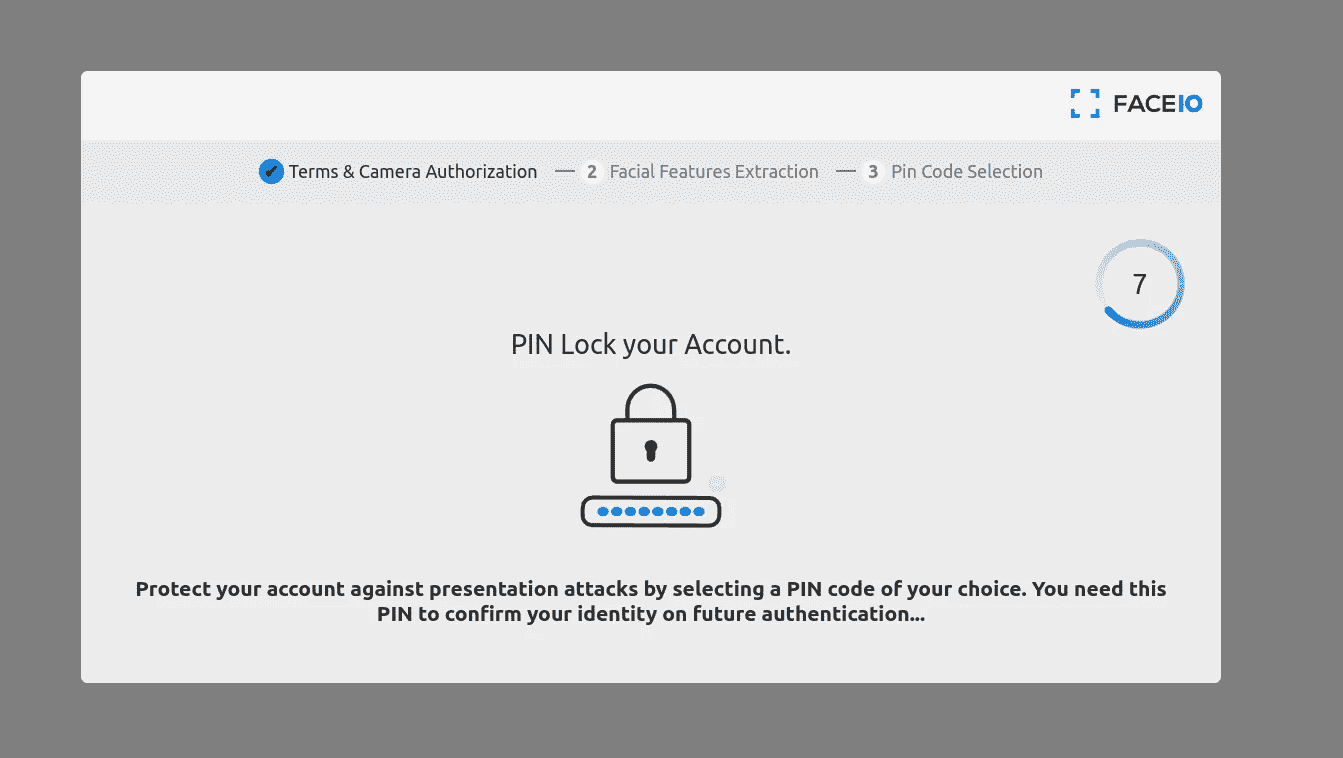 FACEIO
✔ Terms & Camera Authorization — 2 Facial Features Extraction — 3 Pin Code Selection
7
PIN Lock your Account.
Protect your account against presentation attacks by selecting a PIN code of your choice. You need this
PIN to confirm your identity on future authentication...